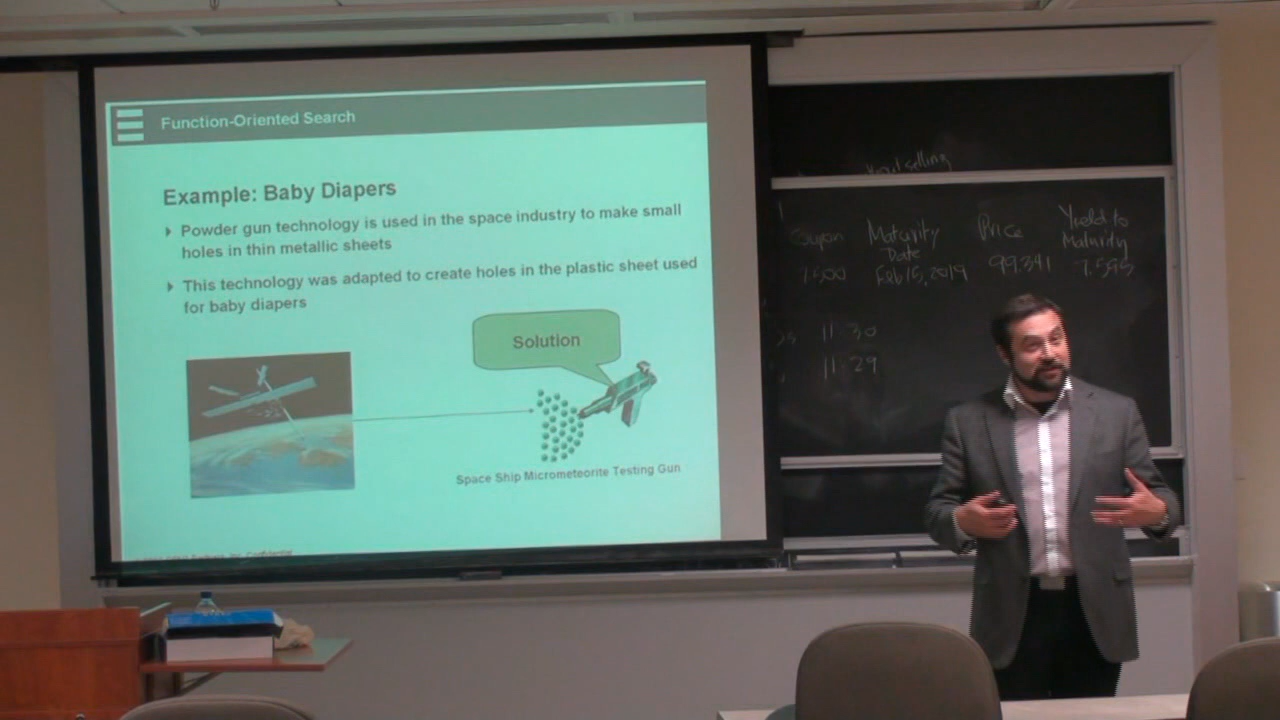 Function-Oriented Search
Example: Baby Diapers
Powder gun technology is used in the space industry to make small
holes in thin metallic sheets
This technology was adapted to create holes in the plastic sheet used
for baby diapers
Solution
Space Ship Micrometeorite Testing Gun
Confidential
selling
Coupon Maturity Price Yield to
Date Maturity
Feb 15, 2019 99.391
11 30
11 29